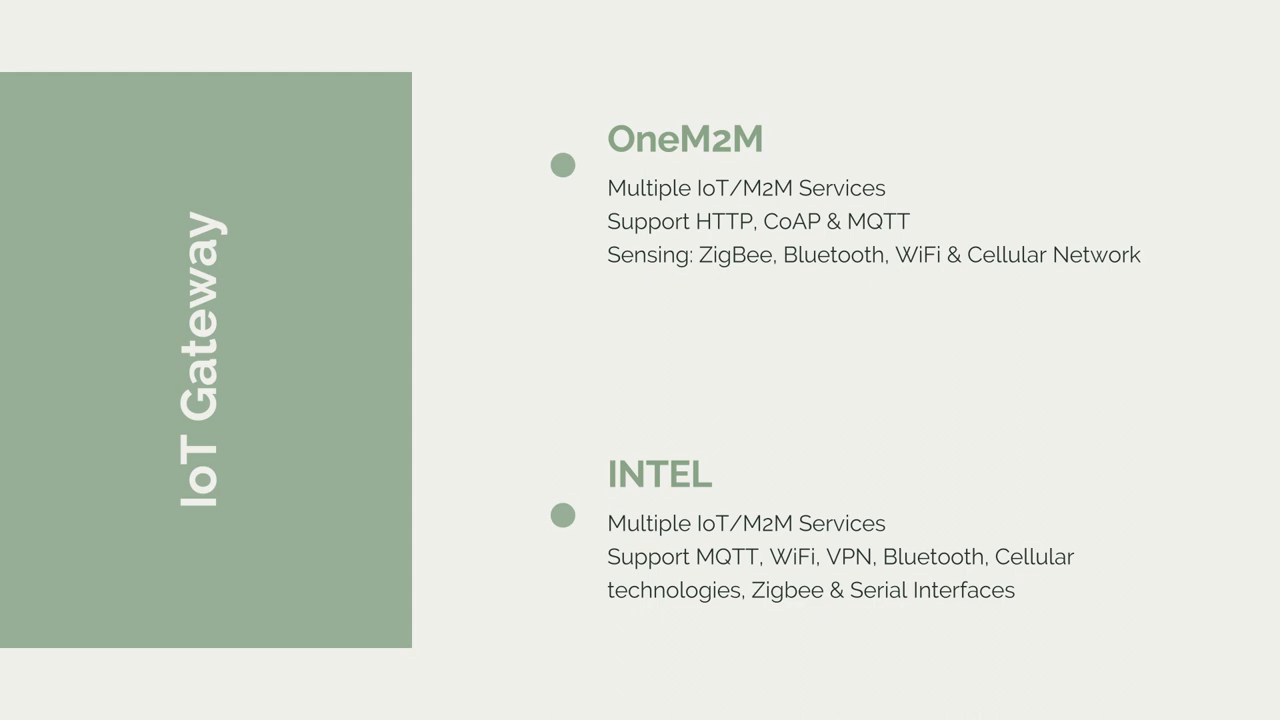 IoT Gateway
OneM2M
Multiple IoT/M2M Services
Support HTTP, CoAP & MQTT
Sensing: ZigBee, Bluetooth, WiFi & Cellular Network
INTEL
Multiple IoT/M2M Services
Support MQTT, WiFi, VPN, Bluetooth, Cellular
technologies, Zigbee & Serial Interfaces